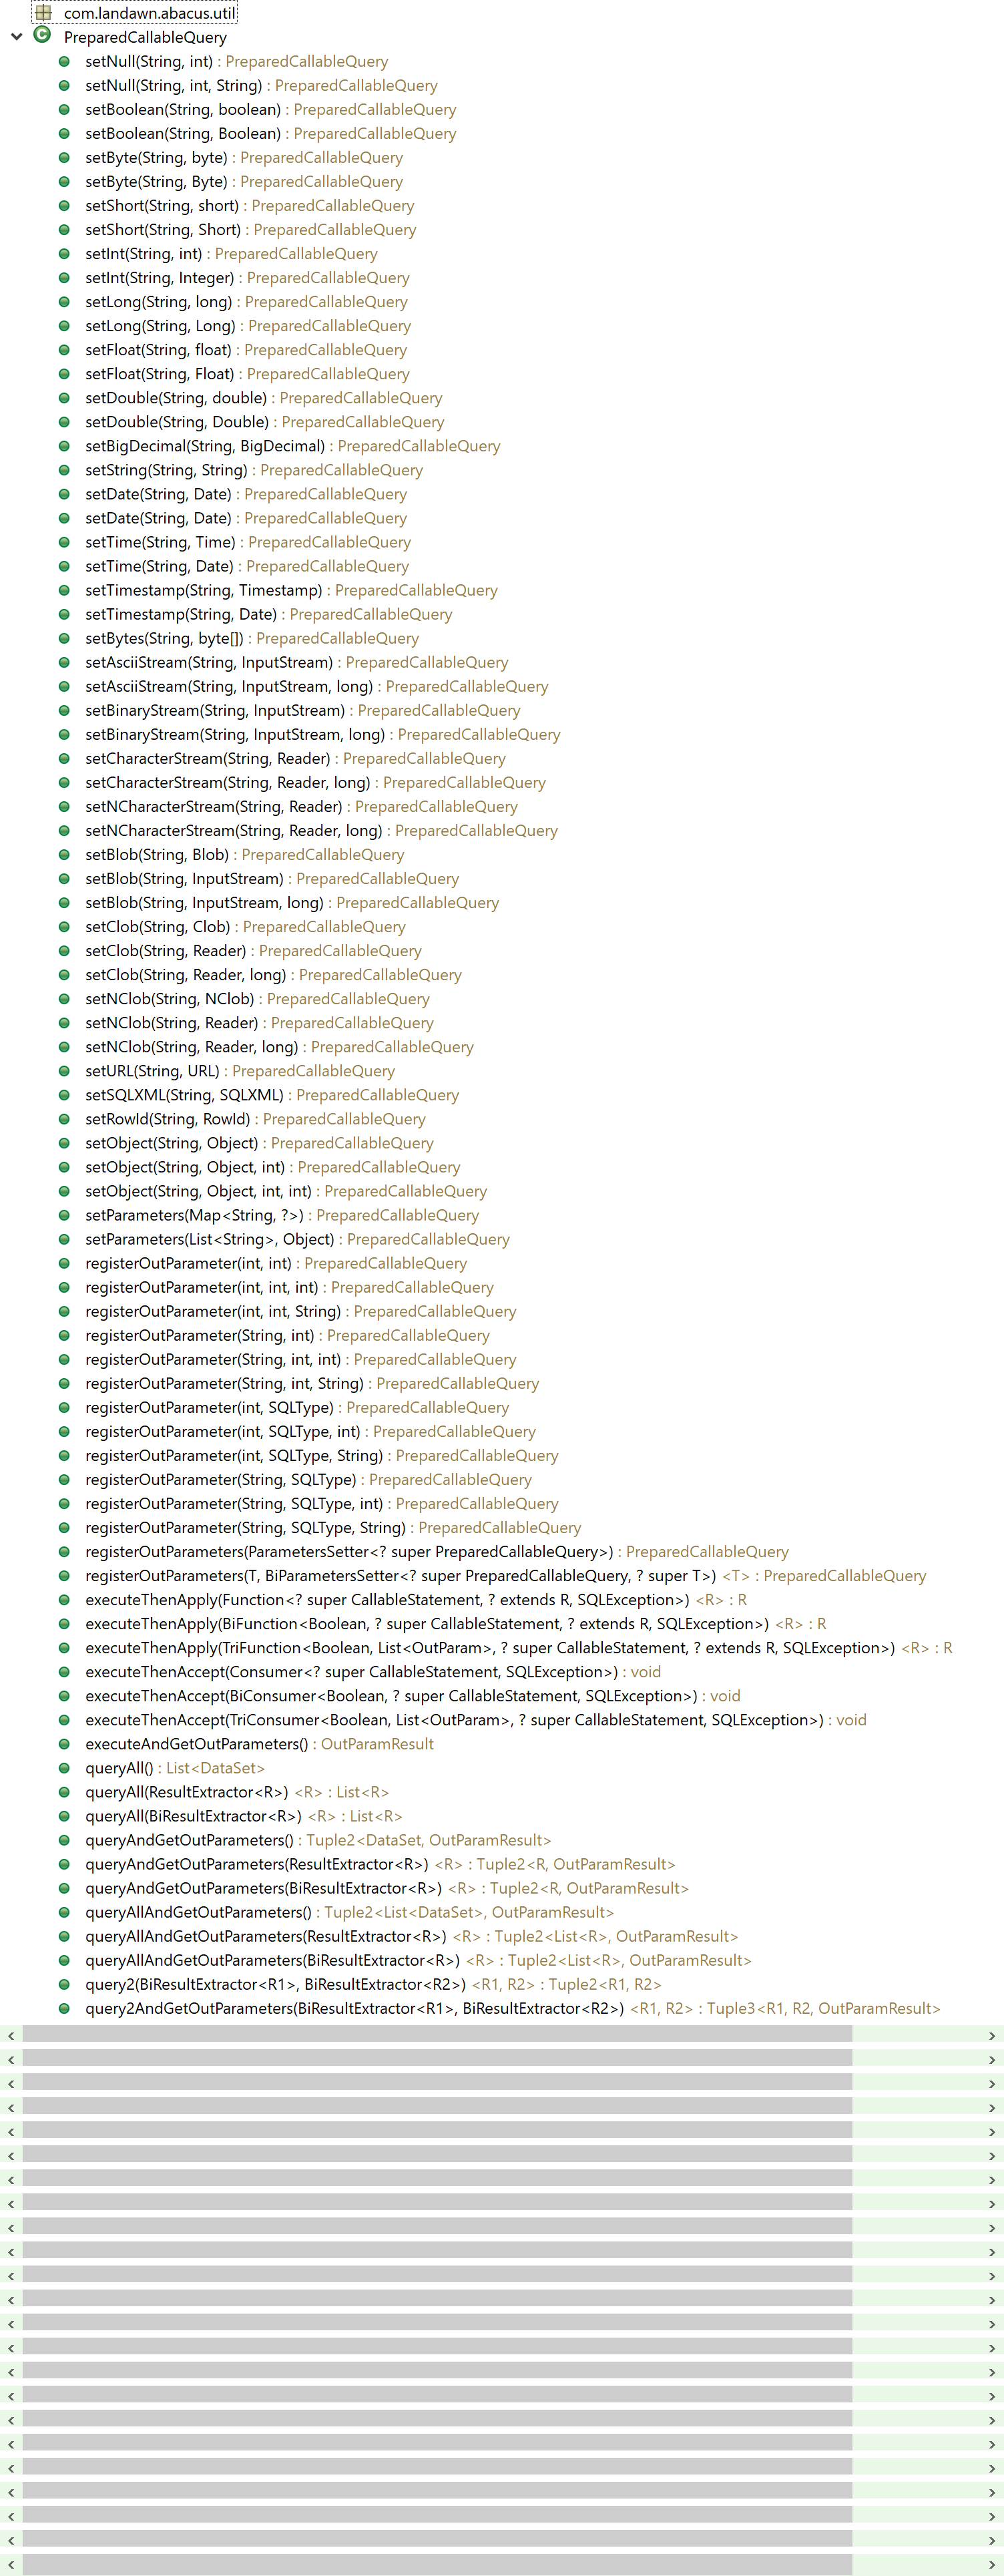 com.landawn.abacus.util
PreparedCallableQuery
setNull(String, int) : PreparedCallableQuery
setNull(String, int, String) : PreparedCallableQuery
setBoolean(String, boolean) : PreparedCallableQuery
setBoolean(String, Boolean) : PreparedCallableQuery
setByte(String, byte) : PreparedCallableQuery
setByte(String, Byte) : PreparedCallableQuery
setShort(String, short) : PreparedCallableQuery
setShort(String, Short) : PreparedCallableQuery
setInt(String, int) : PreparedCallableQuery
setInt(String, Integer) : PreparedCallableQuery
setLong(String, long) : PreparedCallableQuery
setLong(String, Long) : PreparedCallableQuery
setFloat(String, float) : PreparedCallableQuery
setFloat(String, Float) : PreparedCallableQuery
setDouble(String, double) : PreparedCallableQuery
setDouble(String, Double) : PreparedCallableQuery
setBigDecimal(String, BigDecimal) : PreparedCallableQuery
setString(String, String) : PreparedCallableQuery
setDate(String, Date) : PreparedCallableQuery
setDate(String, Date) : PreparedCallableQuery
setTime(String, Time) : PreparedCallableQuery
setTime(String, Date) : PreparedCallableQuery
setTimestamp(String, Timestamp) : PreparedCallableQuery
setTimestamp(String, Date) : PreparedCallableQuery
setBytes(String, byte[]) : PreparedCallableQuery
setAsciiStream(String, InputStream) : PreparedCallableQuery
setAsciiStream(String, InputStream, long) : PreparedCallableQuery
setBinaryStream(String, InputStream) : PreparedCallableQuery
setBinaryStream(String, InputStream, long) : PreparedCallableQuery
setCharacterStream(String, Reader) : PreparedCallableQuery
setCharacterStream(String, Reader, long) : PreparedCallableQuery
setNCharacterStream(String, Reader) : PreparedCallableQuery
setNCharacterStream(String, Reader, long) : PreparedCallableQuery
setBlob(String, Blob) : PreparedCallableQuery
setBlob(String, InputStream) : PreparedCallableQuery
setBlob(String, InputStream, long) : PreparedCallableQuery
setClob(String, Clob) : PreparedCallableQuery
setClob(String, Reader) : PreparedCallableQuery
setClob(String, Reader, long) : PreparedCallableQuery
setNClob(String, NClob) : PreparedCallableQuery
setNClob(String, Reader) : PreparedCallableQuery
setNClob(String, Reader, long) : PreparedCallableQuery
setURL(String, URL) : PreparedCallableQuery
setSQLXML(String, SQLXML) : PreparedCallableQuery
setRowId(String, RowId) : PreparedCallableQuery
setObject(String, Object) : PreparedCallableQuery
setObject(String, Object, int) : PreparedCallableQuery
setObject(String, Object, int, int) : PreparedCallableQuery
setParameters(Map<String, ?>) : PreparedCallableQuery
setParameters(List<String>, Object) : PreparedCallableQuery
registerOutParameter(int, int) : PreparedCallableQuery
registerOutParameter(int, int, int) : PreparedCallableQuery
registerOutParameter(int, int, String) : PreparedCallableQuery
registerOutParameter(String, int) : PreparedCallableQuery
registerOutParameter(String, int, int) : PreparedCallableQuery
registerOutParameter(String, int, String) : PreparedCallableQuery
registerOutParameter(int, SQLType) : PreparedCallableQuery
registerOutParameter(int, SQLType, int) : PreparedCallableQuery
registerOutParameter(int, SQLType, String) : PreparedCallableQuery
registerOutParameter(String, SQLType) : PreparedCallableQuery
registerOutParameter(String, SQLType, int) : PreparedCallableQuery
registerOutParameter(String, SQLType, String) : PreparedCallableQuery
registerOutParameters(ParametersSetter<? super PreparedCallableQuery>) : PreparedCallableQuery
registerOutParameters(T, BiParametersSetter<? super PreparedCallableQuery, ? super T>) <T> : PreparedCallableQuery
executeThenApply(Function<? super CallableStatement, ? extends R, SQLException>) <R> : R
executeThenApply(BiFunction<Boolean, ? super CallableStatement, ? extends R, SQLException>) <R> : R
executeThenApply(TriFunction<Boolean, List<OutParam>, ? super CallableStatement, ? extends R, SQLException>) <R> : R
executeThenAccept(Consumer<? super CallableStatement, SQLException>) : void
executeThenAccept(BiConsumer<Boolean, ? super CallableStatement, SQLException>) : void
executeThenAccept(TriConsumer<Boolean, List<OutParam>, ? super CallableStatement, SQLException>) : void
executeAndGetOutParameters() : OutParamResult
queryAll() : List<DataSet>
queryAll(ResultExtractor<R>) <R> : List<R>
queryAll(BiResultExtractor<R>) <R> : List<R>
queryAndGetOutParameters() : Tuple2<DataSet, OutParamResult>
queryAndGetOutParameters(ResultExtractor<R>) <R> : Tuple2<R, OutParamResult>
queryAndGetOutParameters(BiResultExtractor<R>) <R> : Tuple2<R, OutParamResult>
queryAllAndGetOutParameters() : Tuple2<List<DataSet>, OutParamResult>
queryAllAndGetOutParameters(ResultExtractor<R>) <R> : Tuple2<List<R>, OutParamResult>
queryAllAndGetOutParameters(BiResultExtractor<R>) <R> : Tuple2<List<R>, OutParamResult>
query2(BiResultExtractor<R1>, BiResultExtractor<R2>) <R1, R2> : Tuple2<R1, R2>
query2AndGetOutParameters(BiResultExtractor<R1>, BiResultExtractor<R2>) <R1, R2> : Tuple3<R1, R2, OutParamResult>